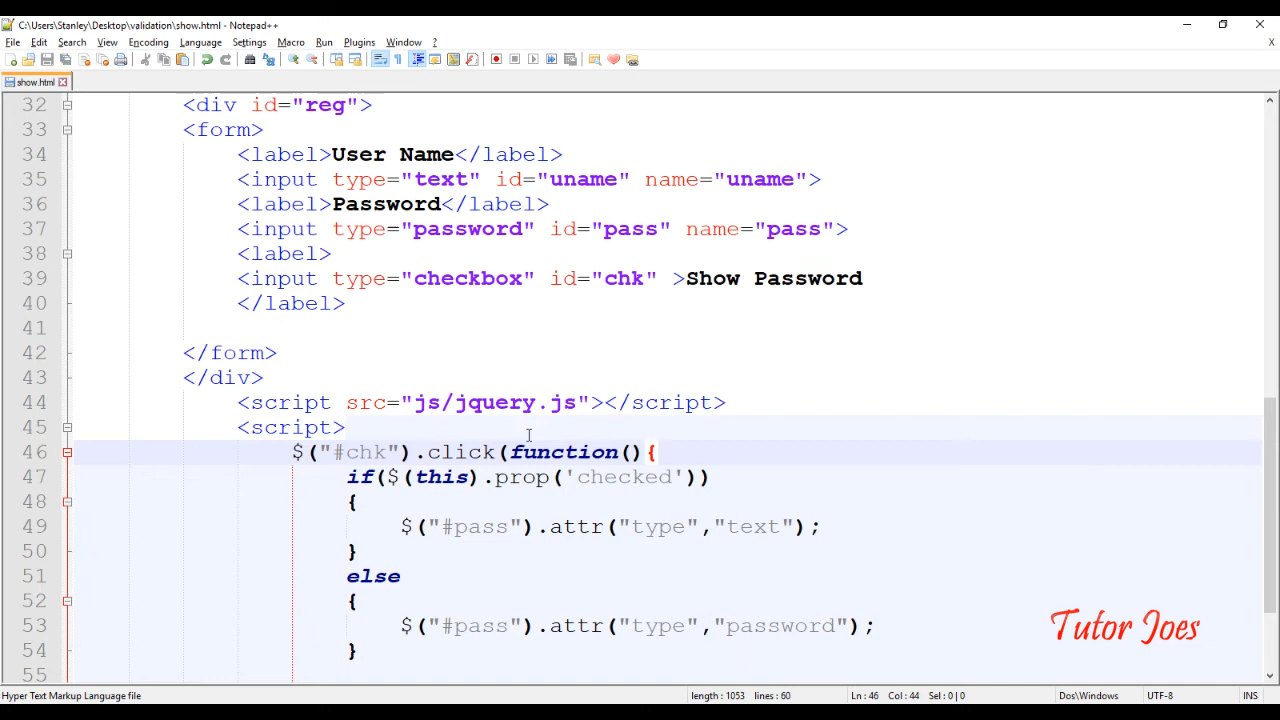 C:\Users\Stanley\Desktop\validation\show.html - Notepad++
File Edit Search View Encoding Language Settings Macro Run Plugins Window ? X
show.html
32 <div id="reg">
33 <form>
34 <label>User Name</label>
35 <input type="text" id="uname" name="uname">
36 <label>Password</label>
37 <input type="password" id="pass" name="pass">
38 <label>
39 <input type="checkbox" id="chk" >Show Password
40 </label>
41
42 </form>
43 </div>
44 <script src="js/jquery.js"></script>
45 <script>
46 $("#chk").click(function(){
47 if($(this).prop('checked'))
48 {
49 $("#pass").attr("type","text");
50 }
51 else
52 {
53 $("#pass").attr("type","password");
54 }
55
Tutor Joes
Hyper Text Markup Language file length : 1053 lines : 60 Ln : 46 Col : 44 Sel : 0 | 0 Dos\Windows UTF-8 INS